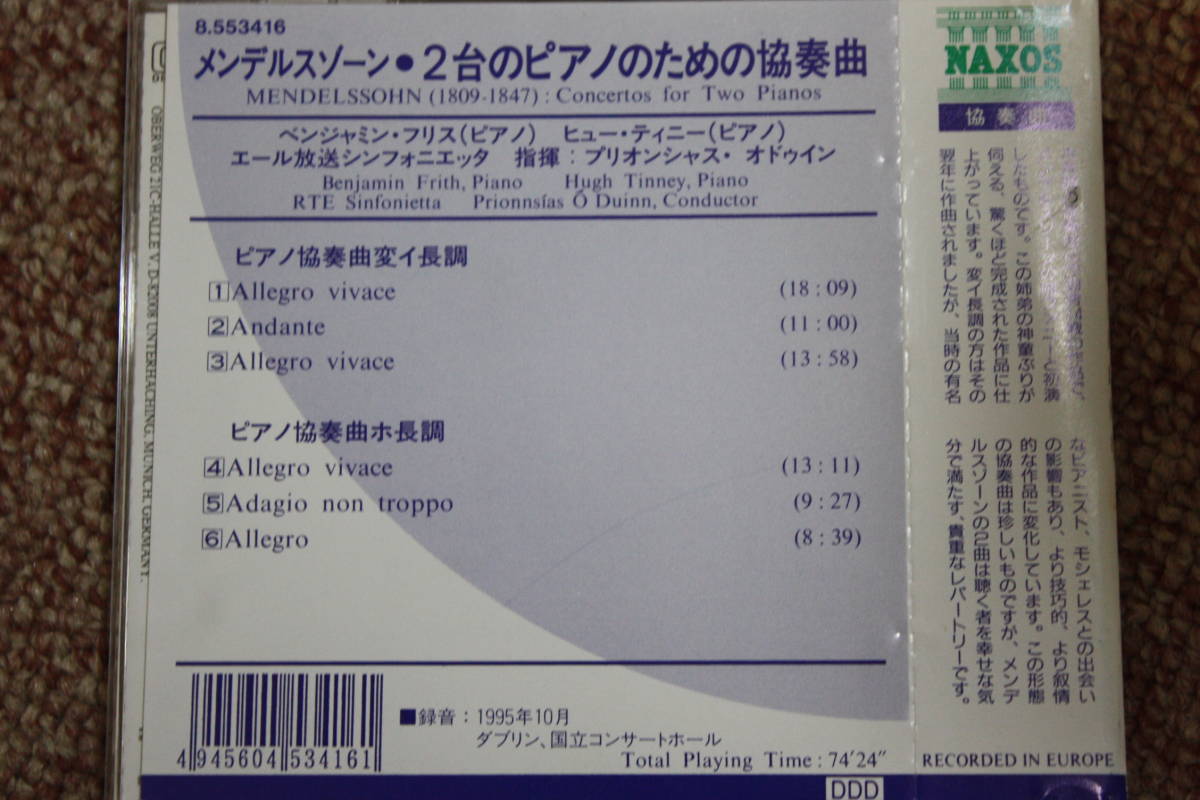 8.553416
メンデルスゾーン●2台のピアノのための協奏曲
MENDELSSOHN (1809-1847) : Concertos for Two Pianos
ベンジャミン・フリス(ピアノ) ヒュー・ティニー(ピアノ)
エール放送シンフォニエッタ 指揮:プリオンシャス・オドゥイン
Benjamin Frith, Piano Hugh Tinney, Piano
RTE Sinfonietta Prionnsías Ó Duinn, Conductor
ピアノ協奏曲変イ長調
1 Allegro vivace (18:09)
2 Andante (11:00)
3 Allegro vivace (13:58)
ピアノ協奏曲ホ長調
4 Allegro vivace (13:11)
5 Adagio non troppo (9:27)
6 Allegro (8:39)
■録音:1995年10月
ダブリン、国立コンサートホール
Total Playing Time : 74'24"
4 945604 534161
DDD
NAXOS
協奏曲
と初演
したものです。この姉弟の神童ぶりが
伺える、驚くほど完成された作品に仕
上がっています。変イ長調の方はその
翌年に作曲されましたが、当時の有名
なピアニスト、モシェレスとの出会い
の影響もあり、より技巧的、より叙情
的な作品に変化しています。この形態
の協奏曲は珍しいものですが、メンデ
ルスゾーンの2曲は聴く者を幸せな気
分で満たす、貴重なレパートリーです。
RECORDED IN EUROPE
OBERWEG 21C-HALLE V. D-82008 UNTERHACHING, MUNICH, GERMANY.